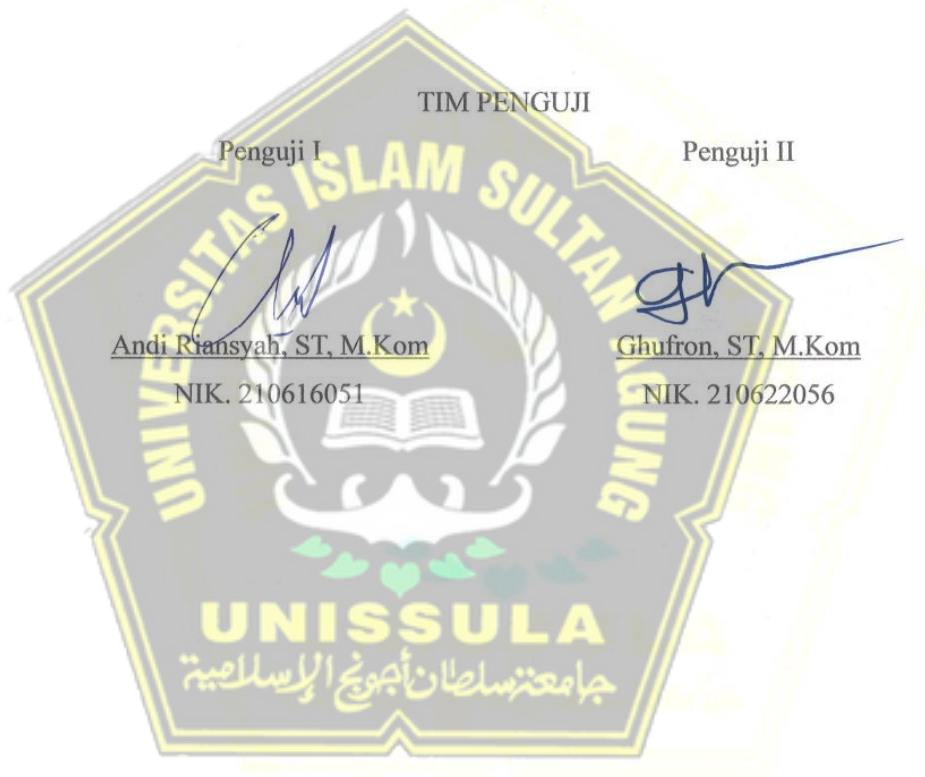 TIM PENGUJI
Penguji I Penguji II
UNIVERSITAS ISLAM SULTAN AGUNG
Andi Riansyah, ST, M.Kom Ghufron, ST, M.Kom
NIK. 210616051 NIK. 210622056
UNISSULA
جامعة سلطان أجونج الإسلامية